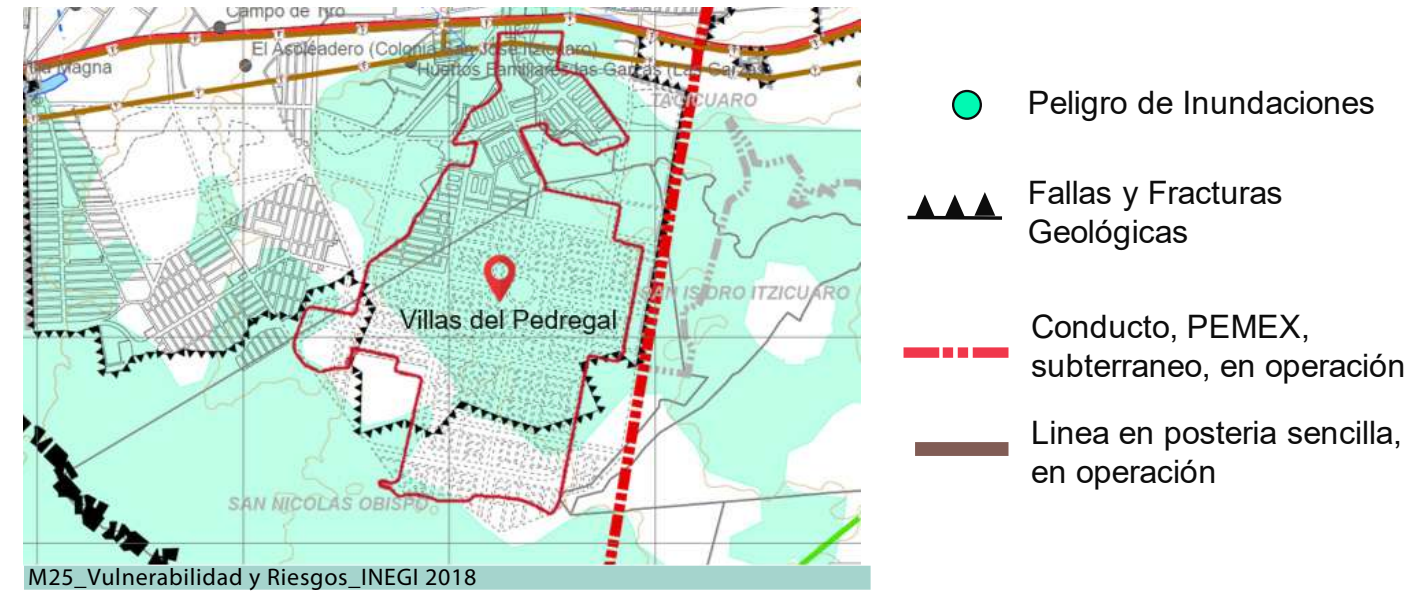 Campo de Tiro
El Asoleadero (Colonia San José Itzícuaro)
Magna
Huertos Familiares las Garzas (Las Garzas)
TACICUARO
SAN ISIDRO ITZICUARO
Villas del Pedregal
SAN NICOLÁS OBISPO
M25_Vulnerabilidad y Riesgos_INEGI 2018
Peligro de Inundaciones
Fallas y Fracturas
Geológicas
Conducto, PEMEX,
subterraneo, en operación
Linea en posteria sencilla,
en operación